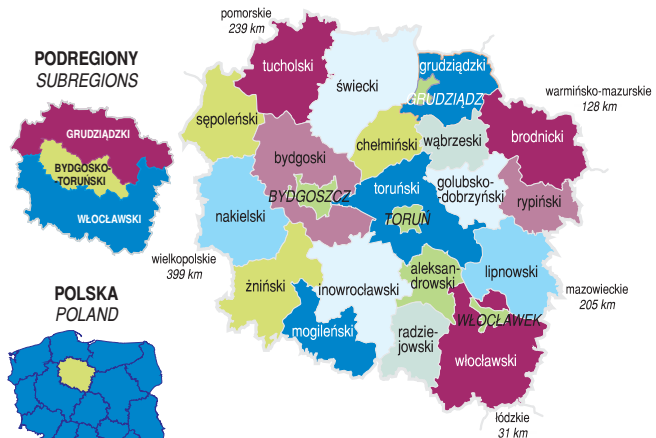 PODREGIONY
SUBREGIONS
GRUDZIĄDZKI
BYDGOSKO-
TORUŃSKI
WŁOCŁAWSKI
POLSKA
POLAND
pomorskie
239 km
tucholski
świecki
grudziądzki
GRUDZIĄDZ
warmińsko-mazurskie
128 km
sępoleński
chełmiński
wąbrzeski
brodnicki
bydgoski
BYDGOSZCZ
toruński
TORUŃ
golubsko-
dobrzyński
rypiński
nakielski
wielkopolskie
399 km
żniński
inowrocławski
aleksan-
drowski
lipnowski
mazowieckie
205 km
mogileński
radzie-
jowski
WŁOCŁAWEK
włocławski
łódzkie
31 km